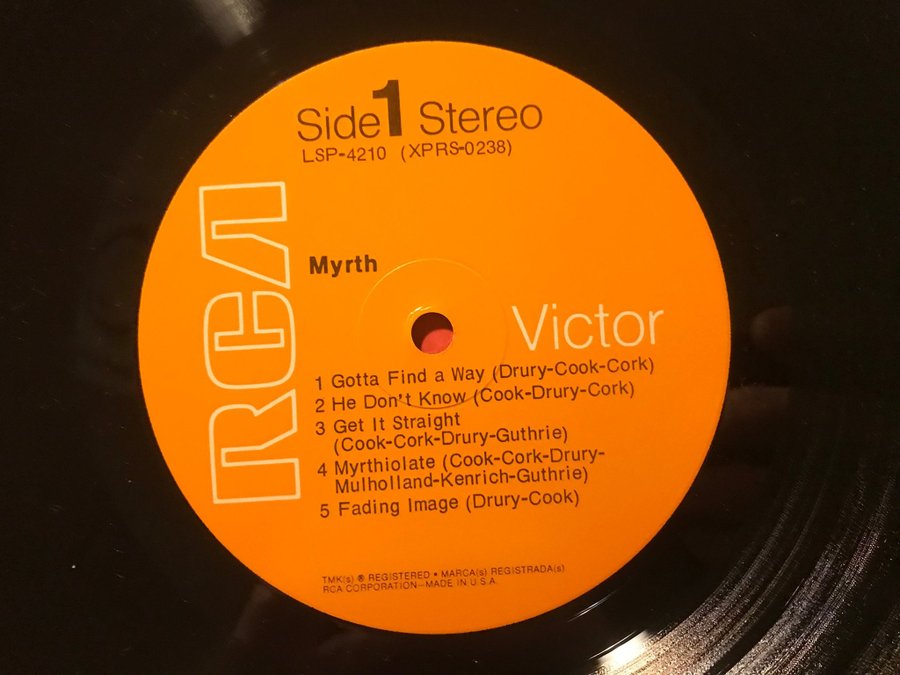 Side 1 Stereo
LSP-4210 (XPRS-0238)
RCA
Myrth
Victor
1 Gotta Find a Way (Drury-Cook-Cork)
2 He Don't Know (Cook-Drury-Cork)
3 Get It Straight
(Cook-Cork-Drury-Guthrie)
4 Myrthiolate (Cook-Cork-Drury-
Mulholland-Kenrich-Guthrie)
5 Fading Image (Drury-Cook)
TMK(s) ® REGISTERED • MARCA(s) REGISTRADA(s)
RCA CORPORATION—MADE IN U.S.A.